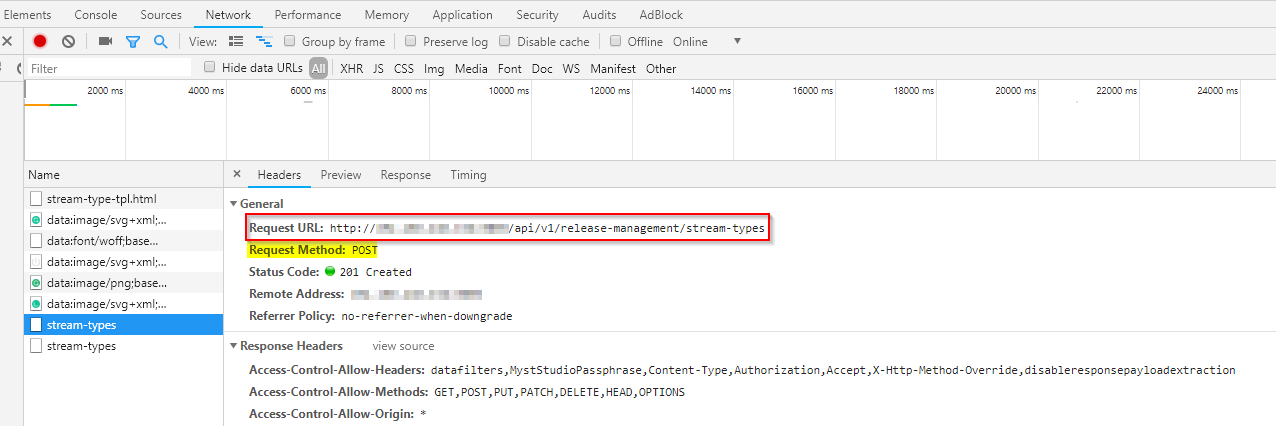 Elements Console Sources Network Performance Memory Application Security Audits AdBlock
View: Group by frame Preserve log Disable cache Offline Online
Filter Hide data URLs All XHR JS CSS Img Media Font Doc WS Manifest Other
2000 ms 4000 ms 6000 ms 8000 ms 10000 ms 12000 ms 14000 ms 16000 ms 18000 ms 20000 ms 22000 ms 24000 ms
Name
stream-type-tpl.html
data:image/svg+xml;...
data:font/woff;base...
data:image/svg+xml;...
data:image/png;base...
data:image/svg+xml;...
stream-types
stream-types
Headers Preview Response Timing
General
Request URL: http:// /api/v1/release-management/stream-types
Request Method: POST
Status Code: 201 Created
Remote Address:
Referrer Policy: no-referrer-when-downgrade
Response Headers view source
Access-Control-Allow-Headers: datafilters,MystStudioPassphrase,Content-Type,Authorization,Accept,X-Http-Method-Override,disableresponsepayloadextraction
Access-Control-Allow-Methods: GET,POST,PUT,PATCH,DELETE,HEAD,OPTIONS
Access-Control-Allow-Origin: *